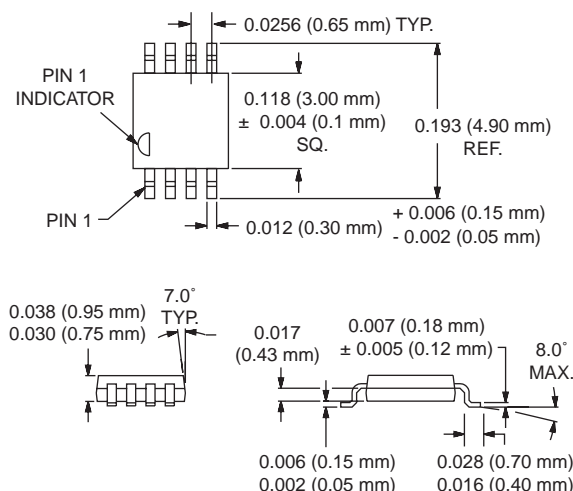 0.0256 (0.65 mm) TYP.
PIN 1
INDICATOR
0.118 (3.00 mm)
± 0.004 (0.1 mm)
SQ.
0.193 (4.90 mm)
REF.
PIN 1
0.012 (0.30 mm)
+ 0.006 (0.15 mm)
- 0.002 (0.05 mm)
0.038 (0.95 mm)
0.030 (0.75 mm)
7.0°
TYP.
0.017
(0.43 mm)
0.007 (0.18 mm)
± 0.005 (0.12 mm)
8.0°
MAX.
0.006 (0.15 mm)
0.002 (0.05 mm)
0.028 (0.70 mm)
0.016 (0.40 mm)